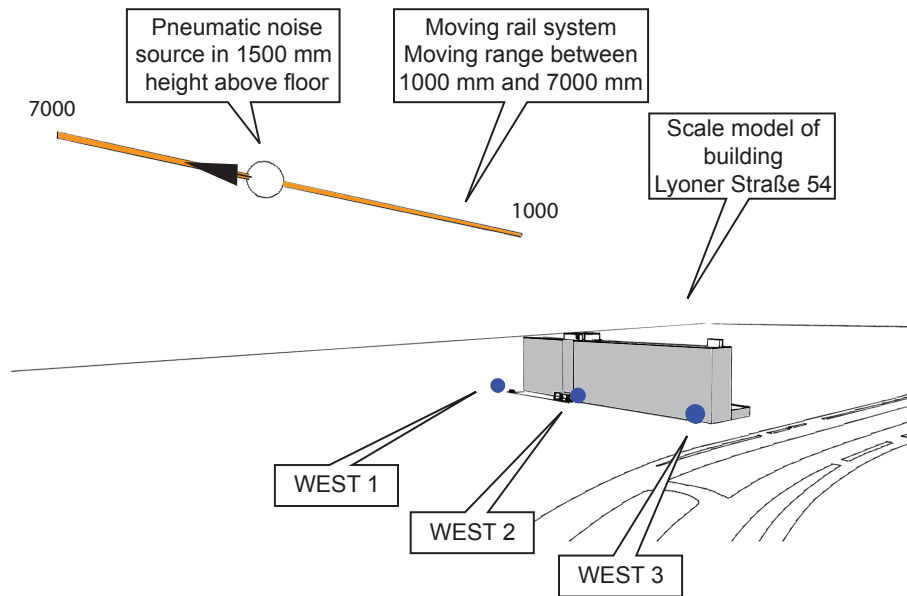 Pneumatic noise
source in 1500 mm
height above floor
Moving rail system
Moving range between
1000 mm and 7000 mm
7000
Scale model of
building
Lyoner Straße 54
1000
WEST 1
WEST 2
WEST 3